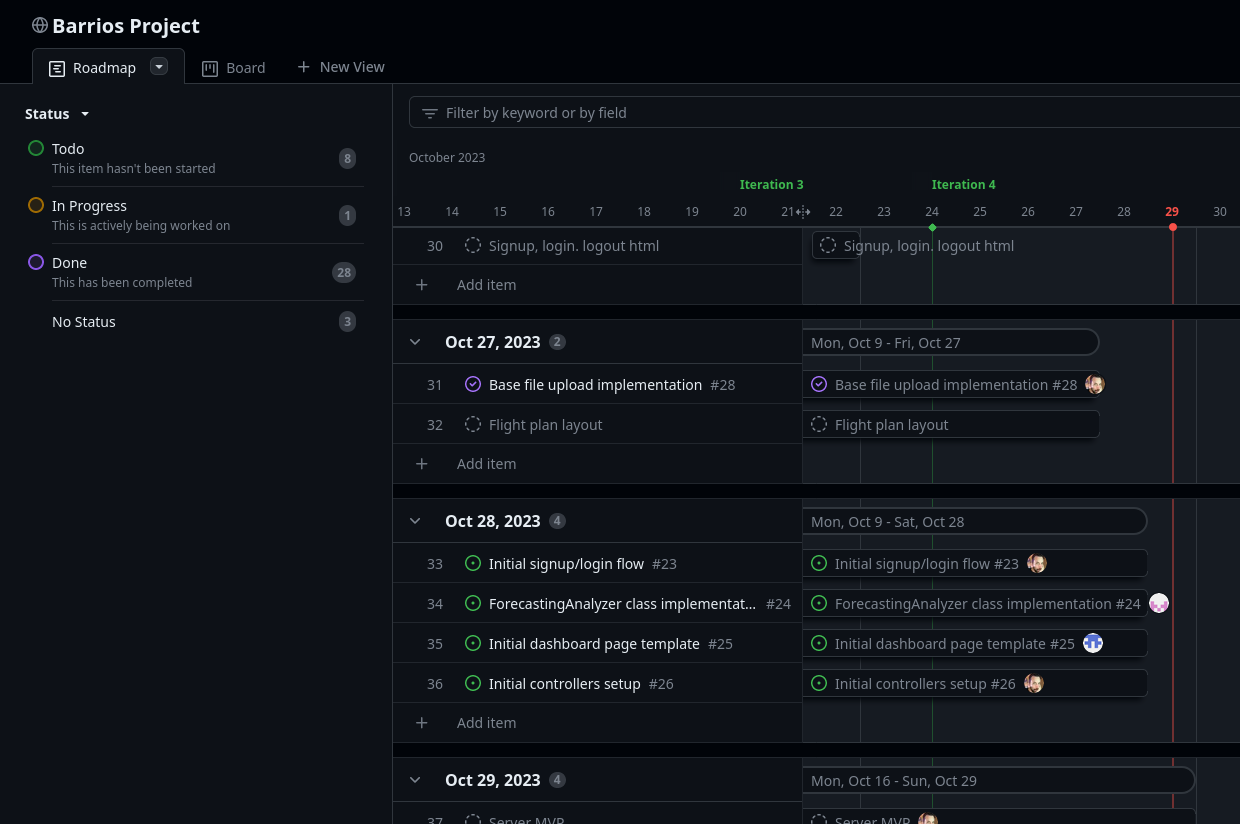 Barrios Project
Roadmap
Board
New View
Status
Todo
This item hasn't been started
8
In Progress
This is actively being worked on
1
Done
This has been completed
28
No Status
3
Filter by keyword or by field
October 2023
Iteration 3 Iteration 4
13 14 15 16 17 18 19 20 21 22 23 24 25 26 27 28 29 30
30 Signup, login. logout html Signup, login. logout html
Add item
Oct 27, 2023 2 Mon, Oct 9 - Fri, Oct 27
31 Base file upload implementation #28 Base file upload implementation #28
32 Flight plan layout Flight plan layout
Add item
Oct 28, 2023 4 Mon, Oct 9 - Sat, Oct 28
33 Initial signup/login flow #23 Initial signup/login flow #23
34 ForecastingAnalyzer class implementat... #24 ForecastingAnalyzer class implementation #24
35 Initial dashboard page template #25 Initial dashboard page template #25
36 Initial controllers setup #26 Initial controllers setup #26
Add item
Oct 29, 2023 4 Mon, Oct 16 - Sun, Oct 29
37 Server MVP Server MVP